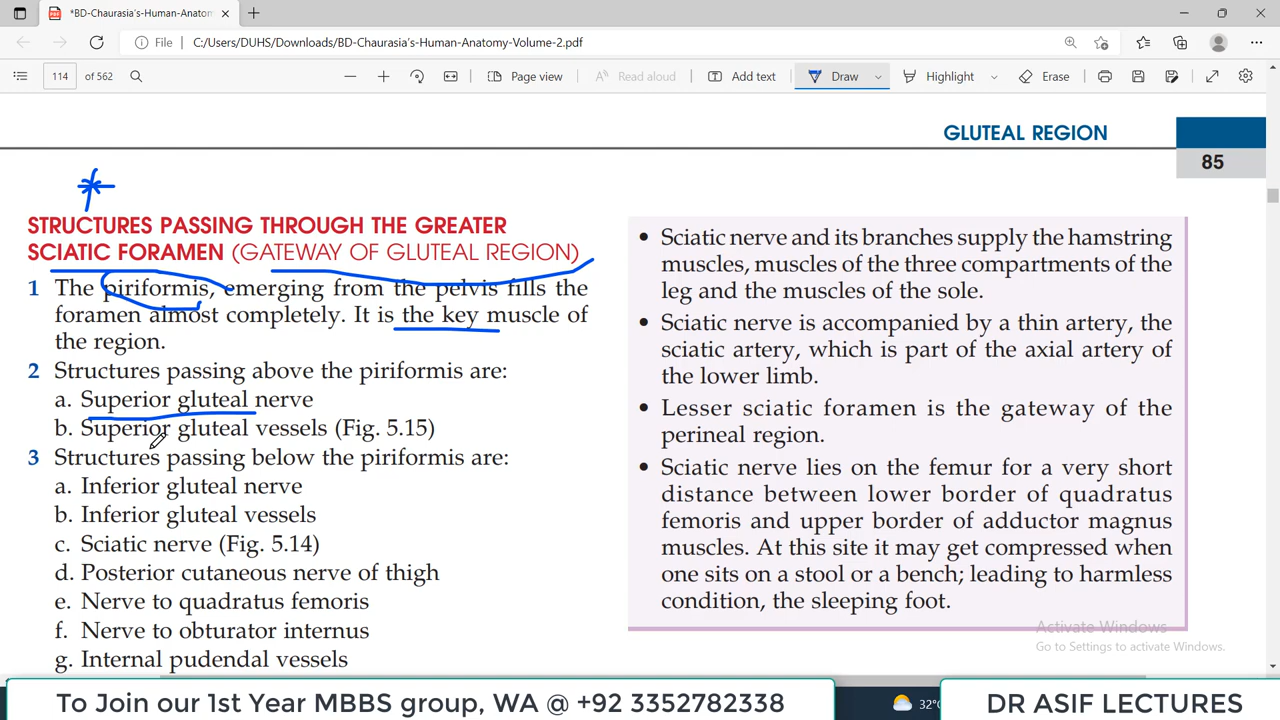 *BD-Chaurasia's-Human-Anatom
File
C:/Users/DUHS/Downloads/BD-Chaurasia's-Human-Anatomy-Volume-2.pdf
114 of 562
Page view
Read aloud
Add text
Draw
Highlight
Erase
GLUTEAL REGION
85
STRUCTURES PASSING THROUGH THE GREATER
SCIATIC FORAMEN (GATEWAY OF GLUTEAL REGION)
1 The piriformis, emerging from the pelvis fills the
foramen almost completely. It is the key muscle of
the region.
2 Structures passing above the piriformis are:
a. Superior gluteal nerve
b. Superior gluteal vessels (Fig. 5.15)
3 Structures passing below the piriformis are:
a. Inferior gluteal nerve
b. Inferior gluteal vessels
c. Sciatic nerve (Fig. 5.14)
d. Posterior cutaneous nerve of thigh
e. Nerve to quadratus femoris
f. Nerve to obturator internus
g. Internal pudendal vessels
• Sciatic nerve and its branches supply the hamstring
muscles, muscles of the three compartments of the
leg and the muscles of the sole.
• Sciatic nerve is accompanied by a thin artery, the
sciatic artery, which is part of the axial artery of
the lower limb.
• Lesser sciatic foramen is the gateway of the
perineal region.
• Sciatic nerve lies on the femur for a very short
distance between lower border of quadratus
femoris and upper border of adductor magnus
muscles. At this site it may get compressed when
one sits on a stool or a bench; leading to harmless
condition, the sleeping foot.
Activate Windows
Go to Settings to activate Windows.
To Join our 1st Year MBBS group, WA @ +92 3352782338
32°
DR ASIF LECTURES